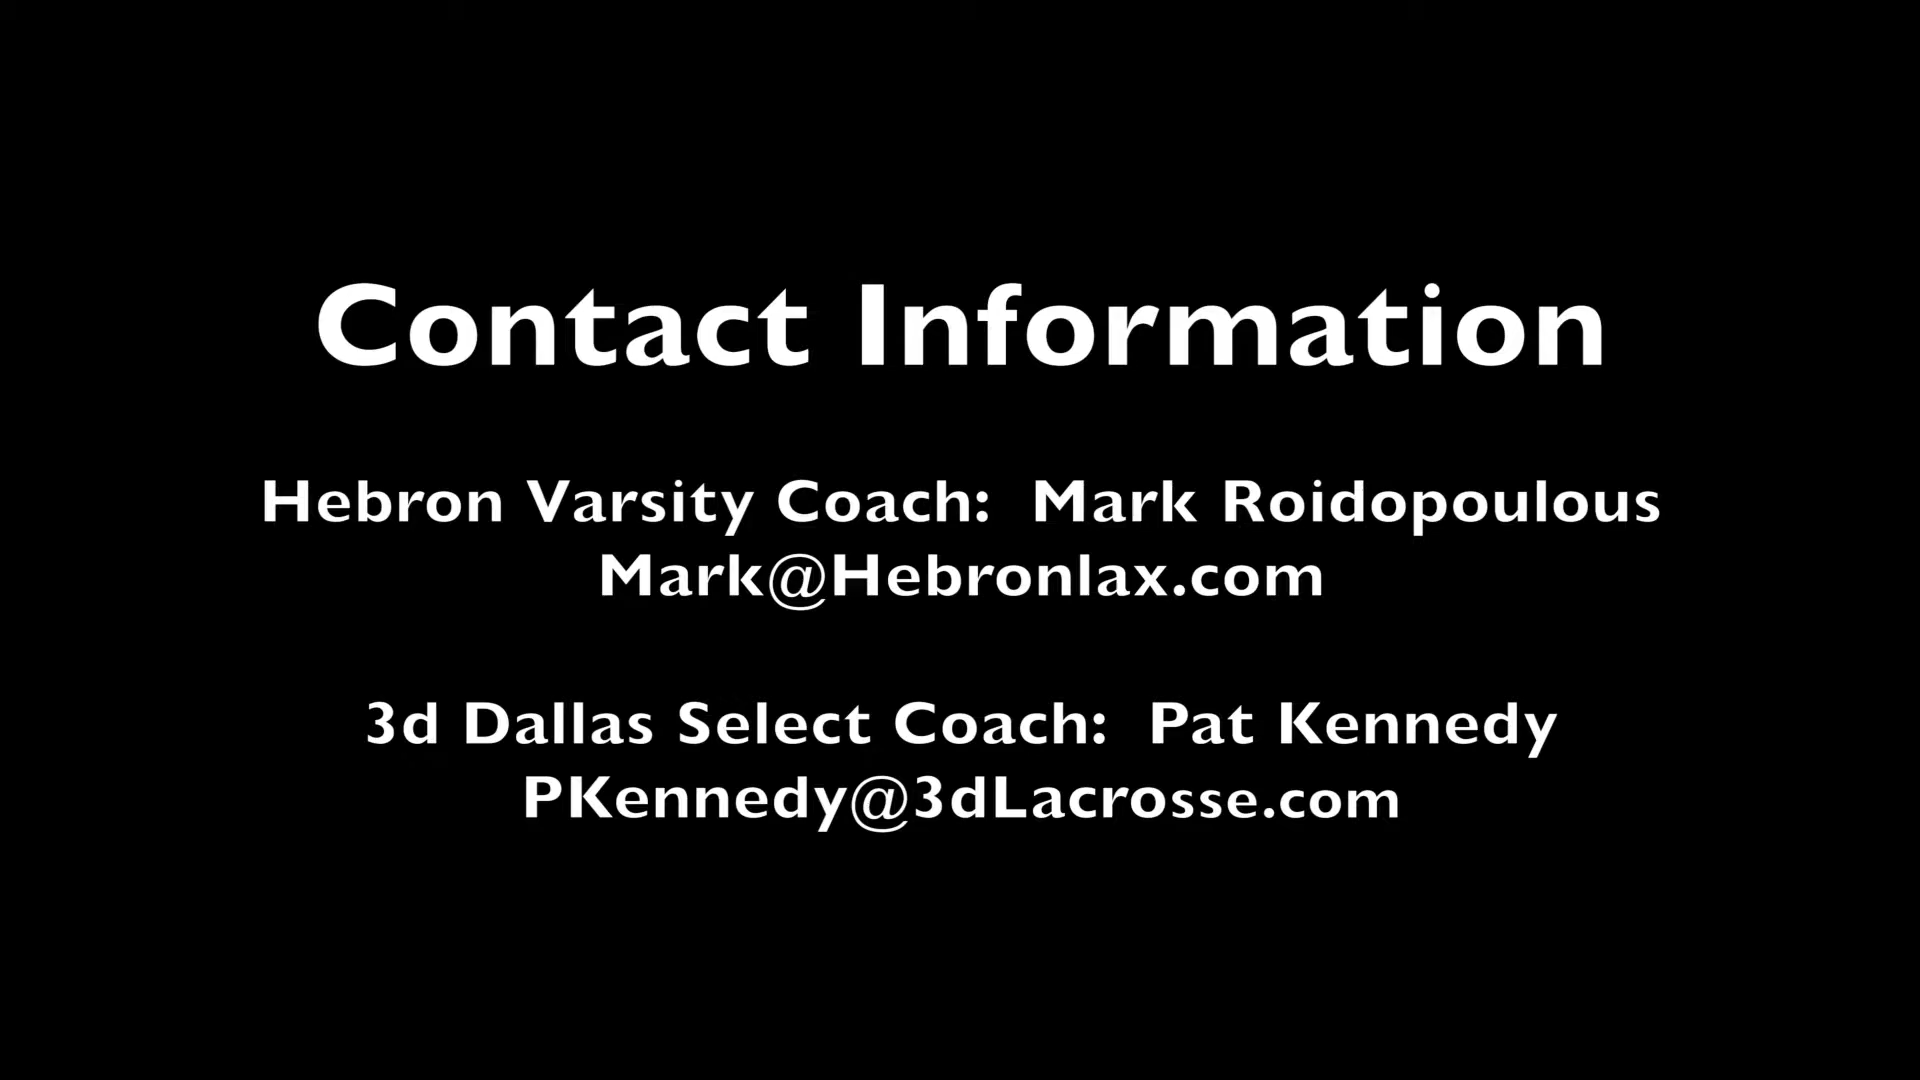 Contact Information
Hebron Varsity Coach: Mark Roidopoulous
Mark@Hebronlax.com
3d Dallas Select Coach: Pat Kennedy
PKennedy@3dLacrosse.com